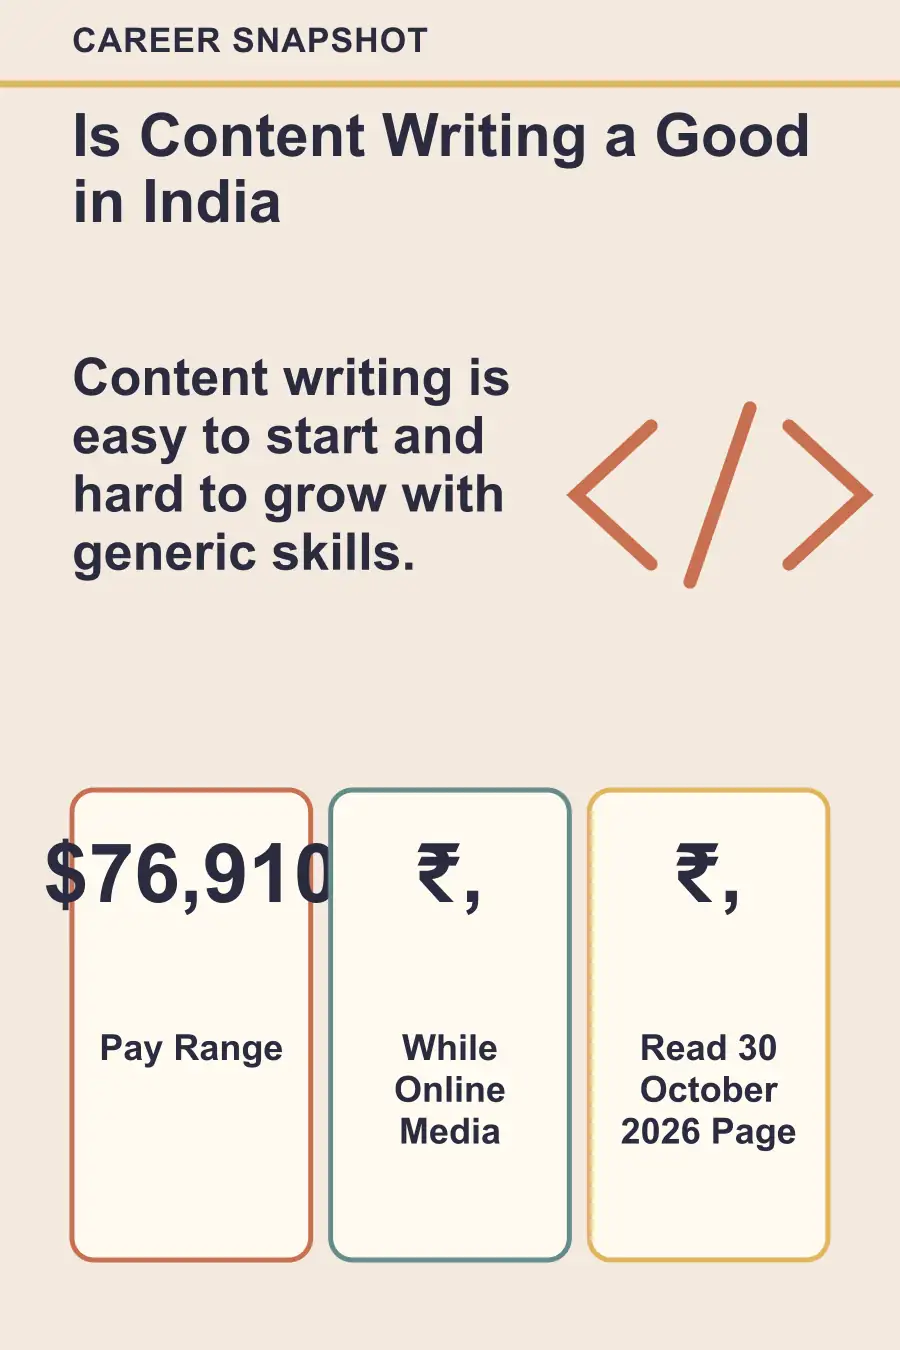 CAREER SNAPSHOT
Is Content Writing a Good
in India
Content writing is
easy to start and
hard to grow with
generic skills.
$76,910
Pay Range
₹,
While
Online
Media
₹,
Read 30
October
2026 Page